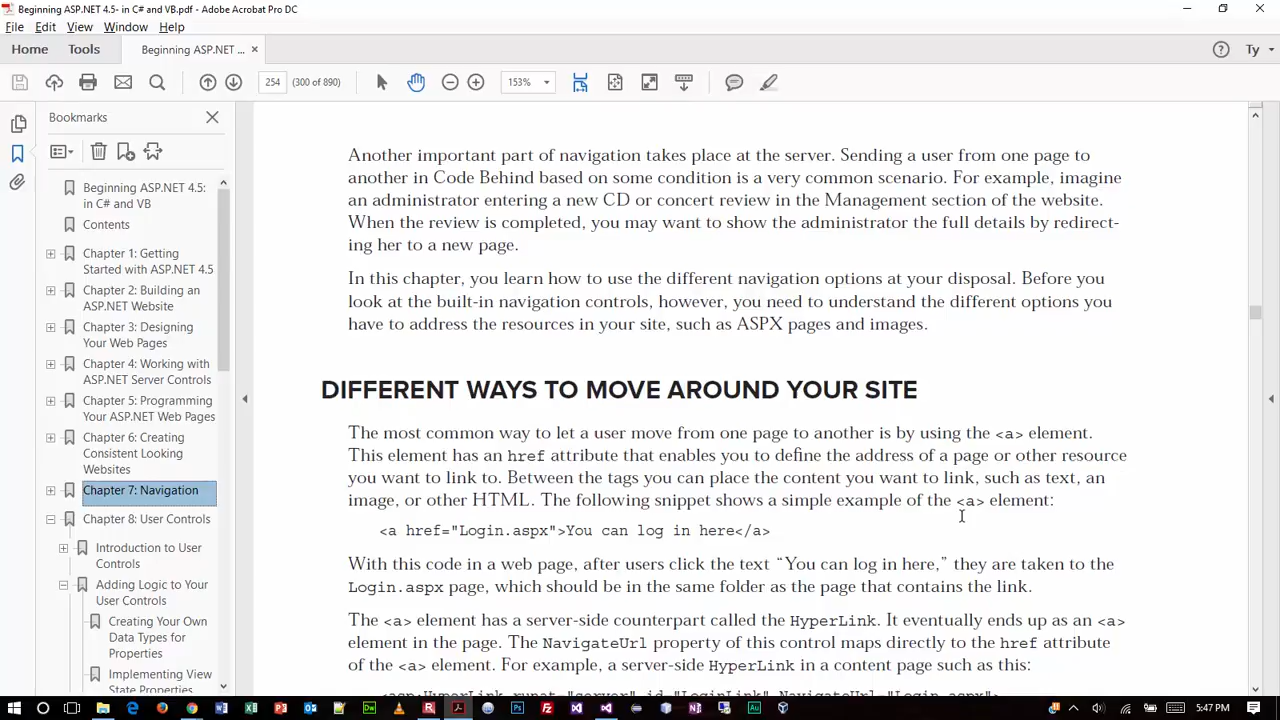 Beginning ASP.NET 4.5- in C# and VB.pdf - Adobe Acrobat Pro DC
File Edit View Window Help
Home Tools Beginning ASP.NET ... × Ty
254 (300 of 890) 153%
Bookmarks
Beginning ASP.NET 4.5:
in C# and VB
Contents
Chapter 1: Getting
Started with ASP.NET 4.5
Chapter 2: Building an
ASP.NET Website
Chapter 3: Designing
Your Web Pages
Chapter 4: Working with
ASP.NET Server Controls
Chapter 5: Programming
Your ASP.NET Web Pages
Chapter 6: Creating
Consistent Looking
Websites
Chapter 7: Navigation
Chapter 8: User Controls
Introduction to User
Controls
Adding Logic to Your
User Controls
Creating Your Own
Data Types for
Properties
Implementing View
State Properties
Another important part of navigation takes place at the server. Sending a user from one page to
another in Code Behind based on some condition is a very common scenario. For example, imagine
an administrator entering a new CD or concert review in the Management section of the website.
When the review is completed, you may want to show the administrator the full details by redirect-
ing her to a new page.
In this chapter, you learn how to use the different navigation options at your disposal. Before you
look at the built-in navigation controls, however, you need to understand the different options you
have to address the resources in your site, such as ASPX pages and images.
DIFFERENT WAYS TO MOVE AROUND YOUR SITE
The most common way to let a user move from one page to another is by using the <a> element.
This element has an href attribute that enables you to define the address of a page or other resource
you want to link to. Between the tags you can place the content you want to link, such as text, an
image, or other HTML. The following snippet shows a simple example of the <a> element:
<a href="Login.aspx">You can log in here</a>
With this code in a web page, after users click the text “You can log in here,” they are taken to the
Login.aspx page, which should be in the same folder as the page that contains the link.
The <a> element has a server-side counterpart called the HyperLink. It eventually ends up as an <a>
element in the page. The NavigateUrl property of this control maps directly to the href attribute
of the <a> element. For example, a server-side HyperLink in a content page such as this:
<asp:HyperLink runat="server" id="LoginLink" NavigateUrl="Login.aspx">
5:47 PM